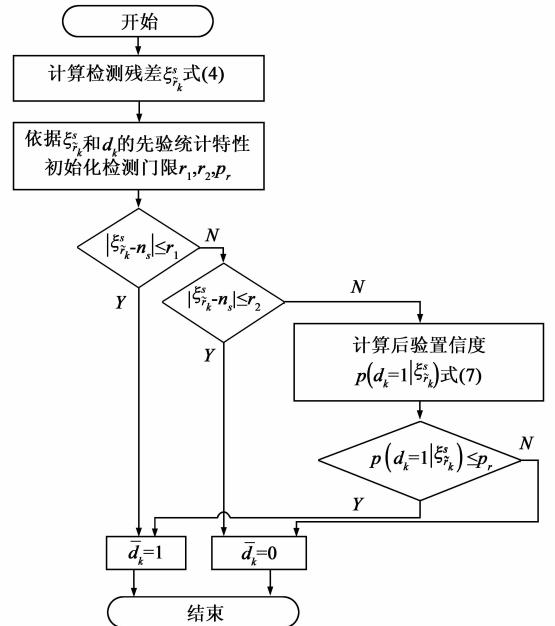 开始
计算检测残差ξ^s_{r̃_k}式(4)
依据ξ^s_{r̃_k}和d_k的先验统计特性
初始化检测门限r_1,r_2,p_r
|ξ^s_{r̃_k}-n_s|≤r_1
N
Y
|ξ^s_{r̃_k}-n_s|≤r_2
N
Y
计算后验置信度
p(d_k=1|ξ^s_{r̃_k})式(7)
p(d_k=1|ξ^s_{r̃_k})≤p_r
N
Y
d̄_k=1
d̄_k=0
结束